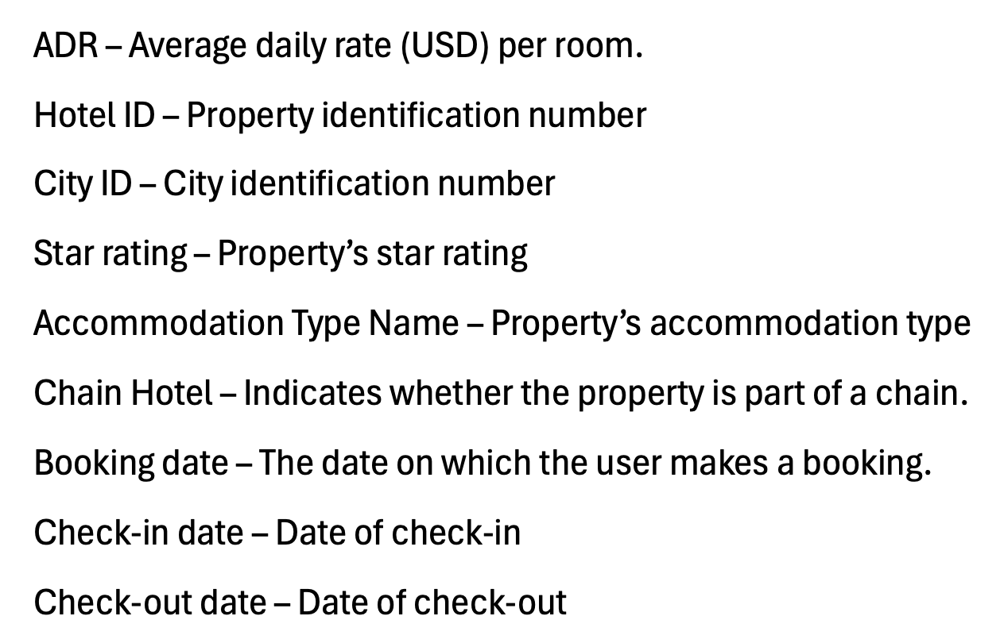 ADR – Average daily rate (USD) per room.
Hotel ID – Property identification number
City ID – City identification number
Star rating – Property’s star rating
Accommodation Type Name – Property’s accommodation type
Chain Hotel – Indicates whether the property is part of a chain.
Booking date – The date on which the user makes a booking.
Check-in date – Date of check-in
Check-out date – Date of check-out